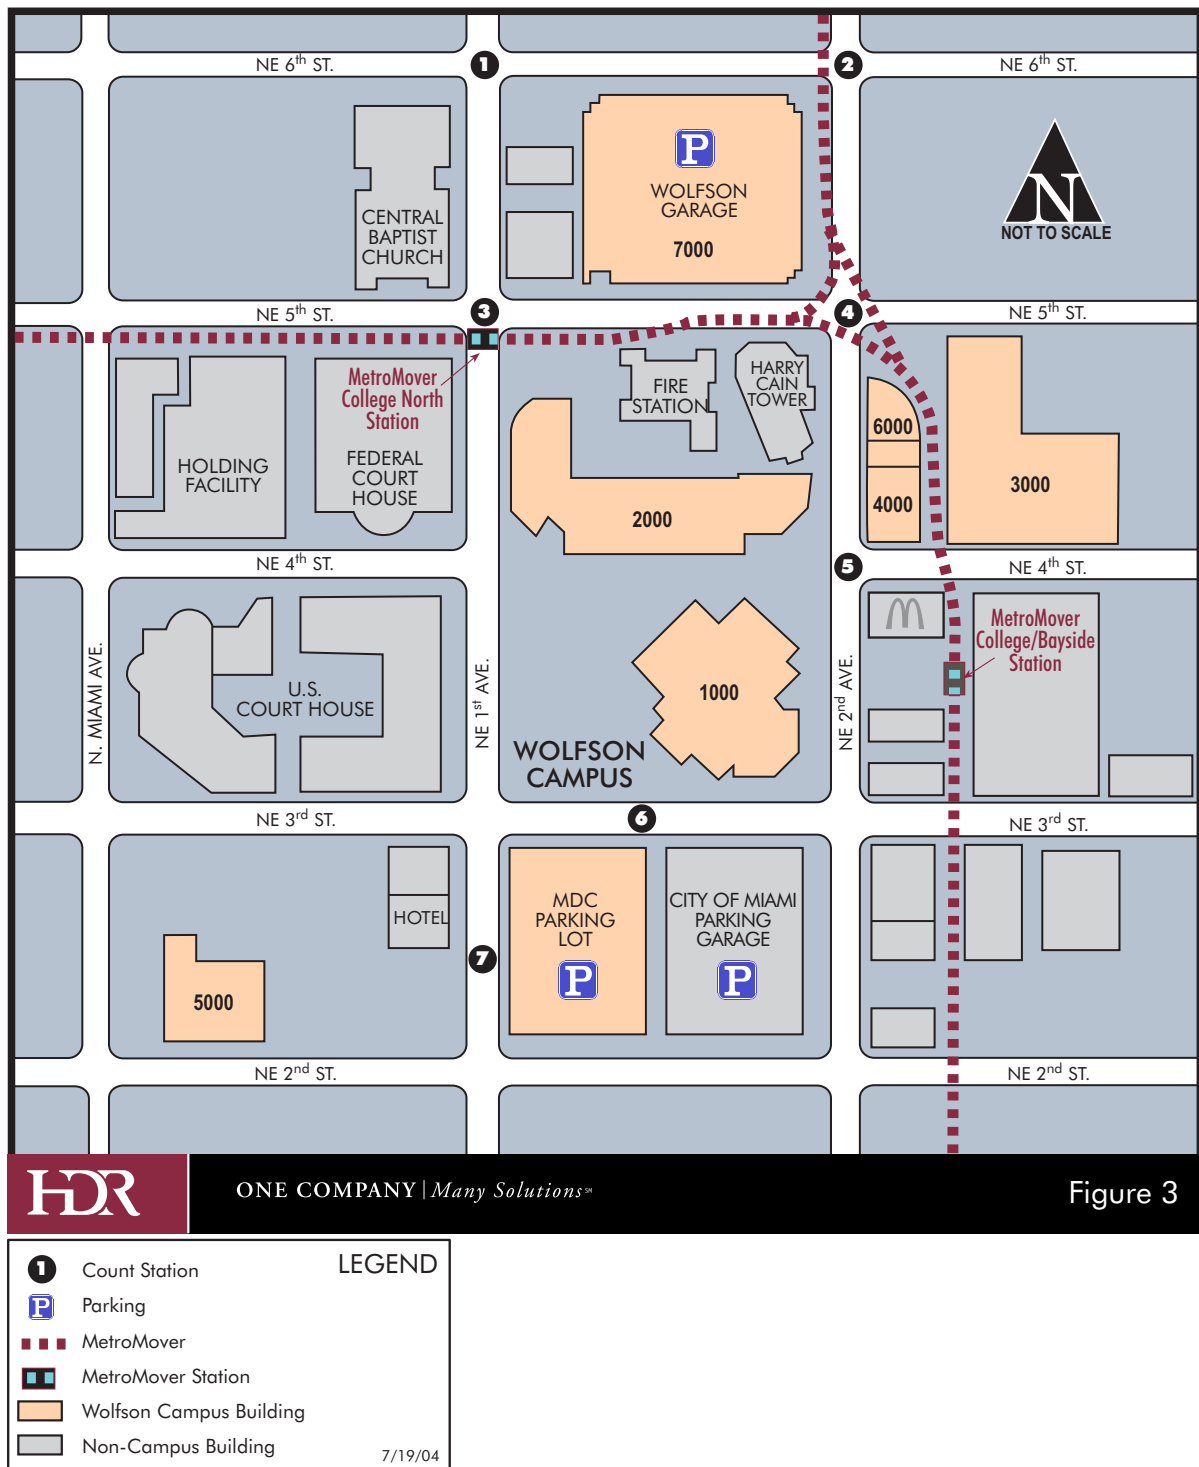 NE 6th ST.
1
2
NE 6th ST.
P
WOLFSON
GARAGE
7000
CENTRAL
BAPTIST
CHURCH
N
NOT TO SCALE
NE 5th ST.
3
4
NE 5th ST.
MetroMover
College North
Station
FIRE
STATION
HARRY
CAIN
TOWER
6000
HOLDING
FACILITY
FEDERAL
COURT
HOUSE
2000
4000
3000
NE 4th ST.
5
NE 4th ST.
N. MIAMI AVE.
U.S.
COURT HOUSE
NE 1st AVE.
1000
WOLFSON
CAMPUS
NE 2nd AVE.
MetroMover
College/Bayside
Station
NE 3rd ST.
6
NE 3rd ST.
HOTEL
MDC
PARKING
LOT
P
CITY OF MIAMI
PARKING
GARAGE
P
7
5000
NE 2nd ST.
NE 2nd ST.
HDR
ONE COMPANY | Many Solutions SM
Figure 3
LEGEND
1 Count Station
P Parking
MetroMover
MetroMover Station
Wolfson Campus Building
Non-Campus Building
7/19/04